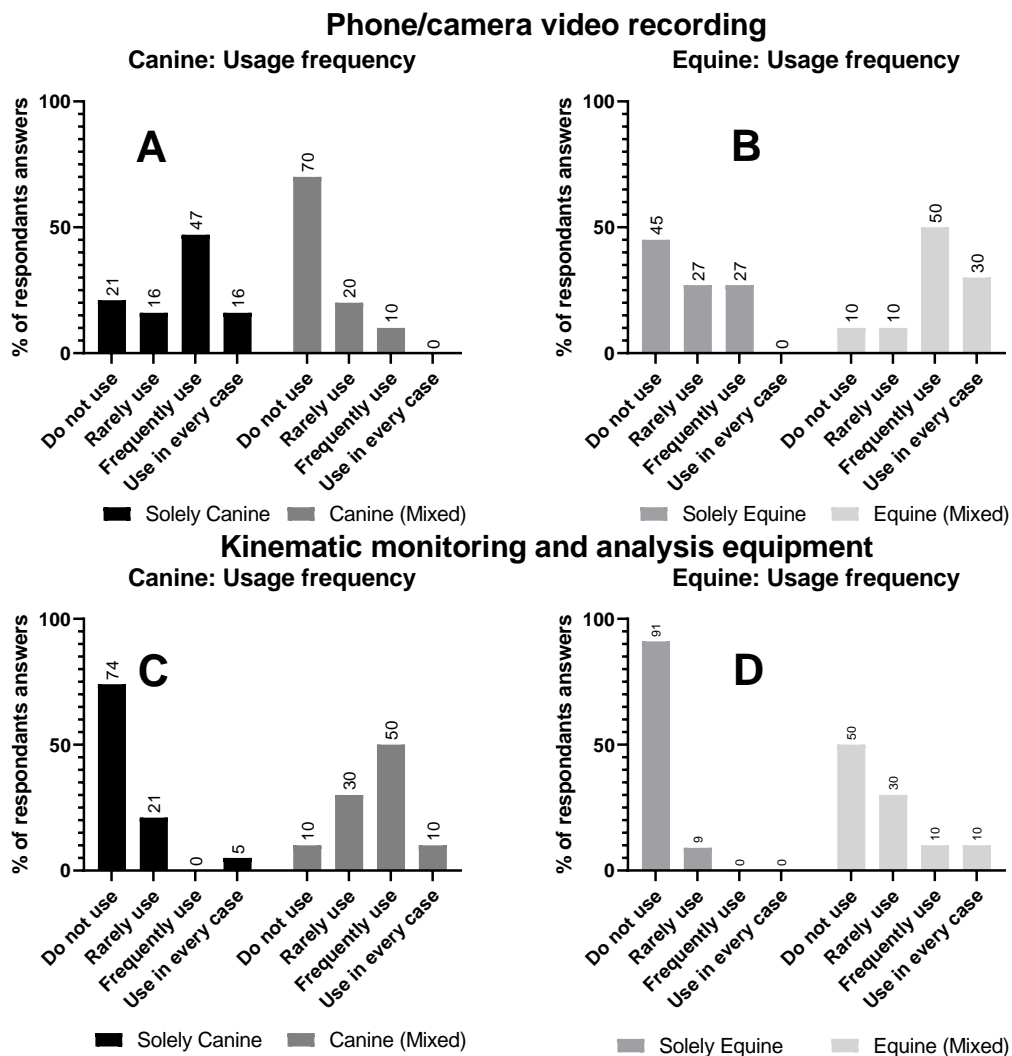 Phone/camera video recording
Canine: Usage frequency
Equine: Usage frequency
A
% of respondants answers
100
50
0
21
16
47
16
70
20
10
0
Do not use
Rarely use
Frequently use
Use in every case
Do not use
Rarely use
Frequently use
Use in every case
Solely Canine
Canine (Mixed)
B
% of respondants answers
100
50
0
45
27
27
0
10
10
50
30
Do not use
Rarely use
Frequently use
Use in every case
Do not use
Rarely use
Frequently use
Use in every case
Solely Equine
Equine (Mixed)
Kinematic monitoring and analysis equipment
Canine: Usage frequency
Equine: Usage frequency
C
% of respondants answers
100
50
0
74
21
0
5
10
30
50
10
Do not use
Rarely use
Frequently use
Use in every case
Do not use
Rarely use
Frequently use
Use in every case
Solely Canine
Canine (Mixed)
D
% of respondants answers
100
50
0
91
9
0
0
50
30
10
10
Do not use
Rarely use
Frequently use
Use in every case
Do not use
Rarely use
Frequently use
Use in every case
Solely Equine
Equine (Mixed)